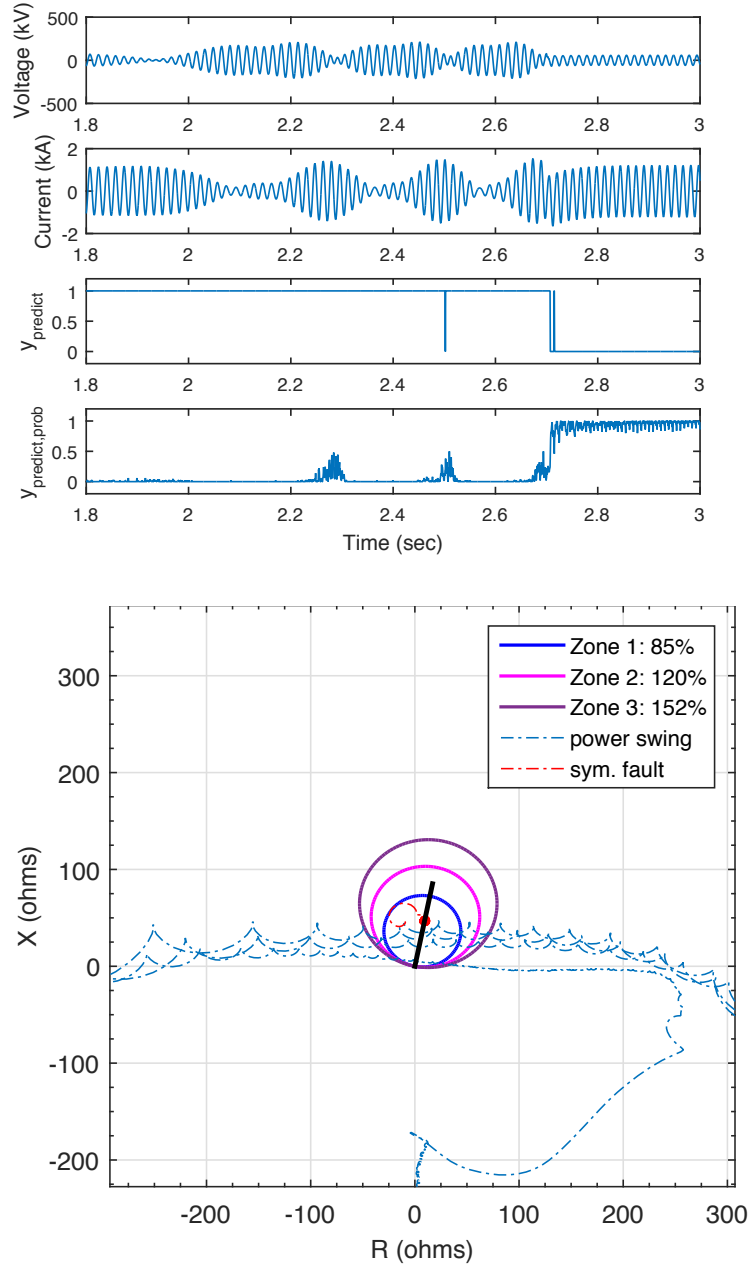 500
0
-500
Voltage (kV)
1.8 2 2.2 2.4 2.6 2.8 3
2
0
-2
Current (kA)
1.8 2 2.2 2.4 2.6 2.8 3
1
0.5
0
ypredict
1.8 2 2.2 2.4 2.6 2.8 3
1
0.5
0
ypredict,prob
1.8 2 2.2 2.4 2.6 2.8 3
Time (sec)
Zone 1: 85%
Zone 2: 120%
Zone 3: 152%
power swing
sym. fault
300
200
100
0
-100
-200
X (ohms)
-200 -100 0 100 200 300
R (ohms)